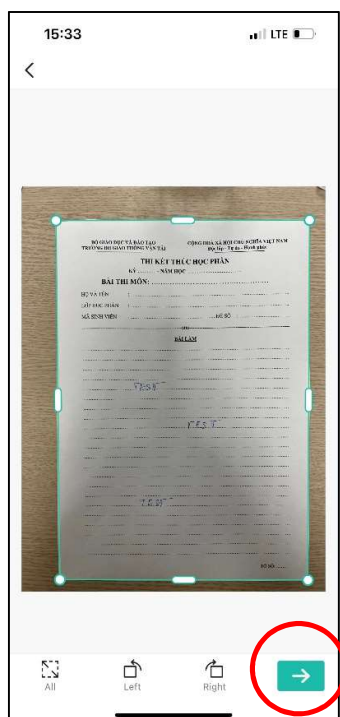 15:33 LTE
BỘ GIÁO DỤC VÀ ĐÀO TẠO CỘNG HOÀ XÃ HỘI CHỦ NGHĨA VIỆT NAM
TRƯỜNG ĐH GIAO THÔNG VẬN TẢI Độc lập - Tự do - Hạnh phúc
THI KẾT THÚC HỌC PHẦN
KỲ ......... - NĂM HỌC ....................
BÀI THI MÔN: ....................
HỌ VÀ TÊN :
LỚP HỌC PHẦN :
MÃ SINH VIÊN : ĐỀ SỐ
BÀI LÀM
TEST
TEST
TEST
All Left Right